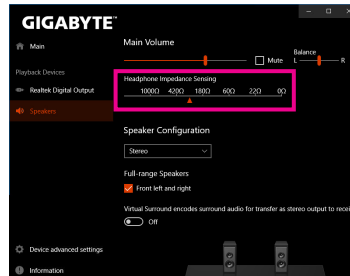 GIGABYTE™
Main
Playback Devices
Realtek Digital Output
Speakers
Device advanced settings
Information
Main Volume
Mute
Balance
L R
Headphone Impedance Sensing
1000Ω 420Ω 180Ω 60Ω 22Ω 0Ω
Speaker Configuration
Stereo
Full-range Speakers
Front left and right
Virtual Surround encodes surround audio for transfer as stereo output to recei
Off